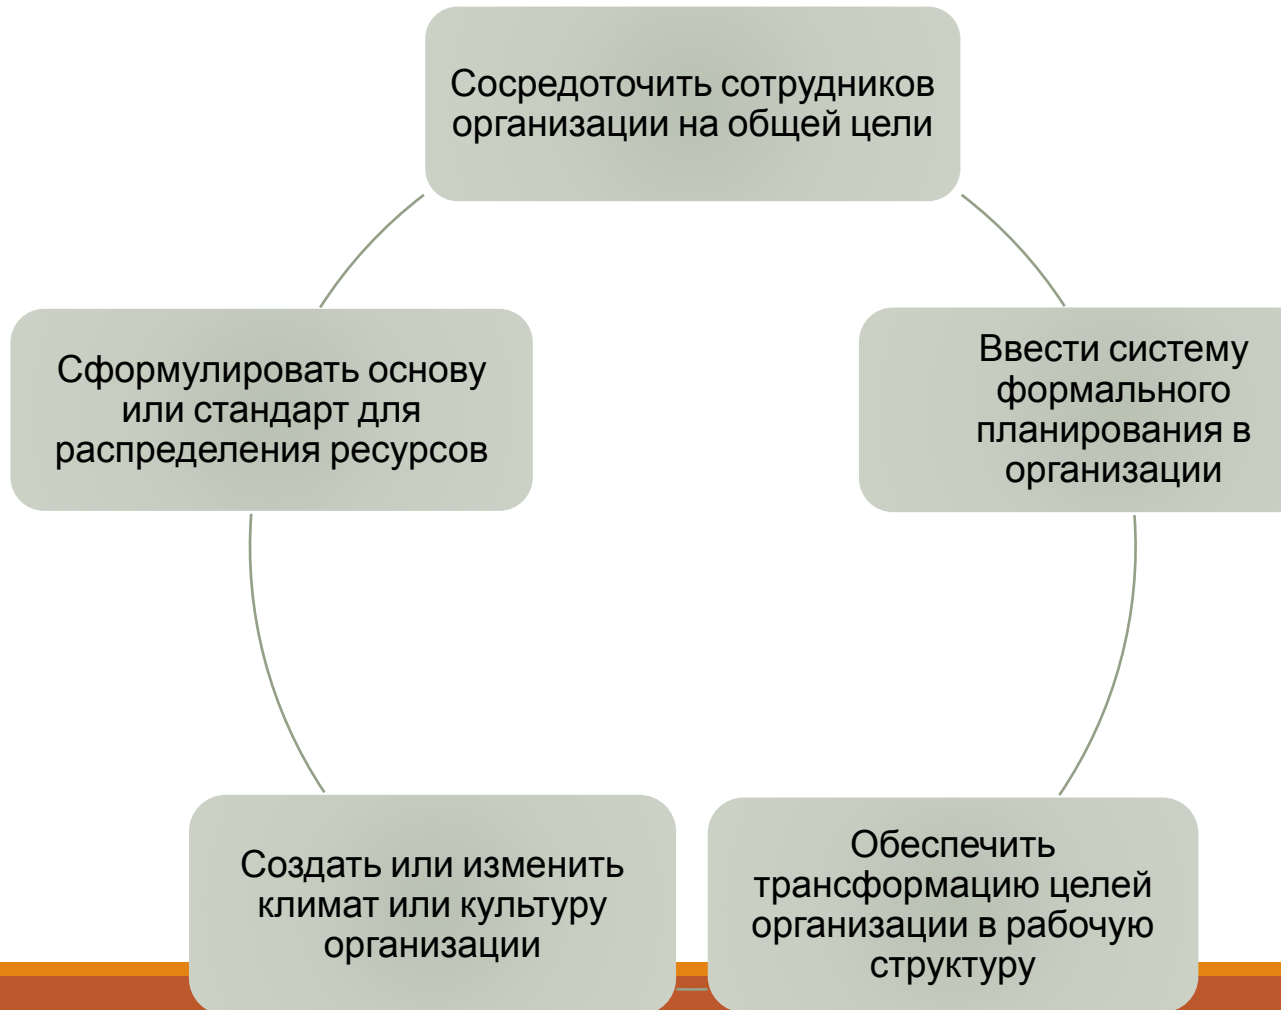 Сосредоточить сотрудников
организации на общей цели
Ввести систему
формального
планирования в
организации
Обеспечить
трансформацию целей
организации в рабочую
структуру
Создать или изменить
климат или культуру
организации
Сформулировать основу
или стандарт для
распределения ресурсов